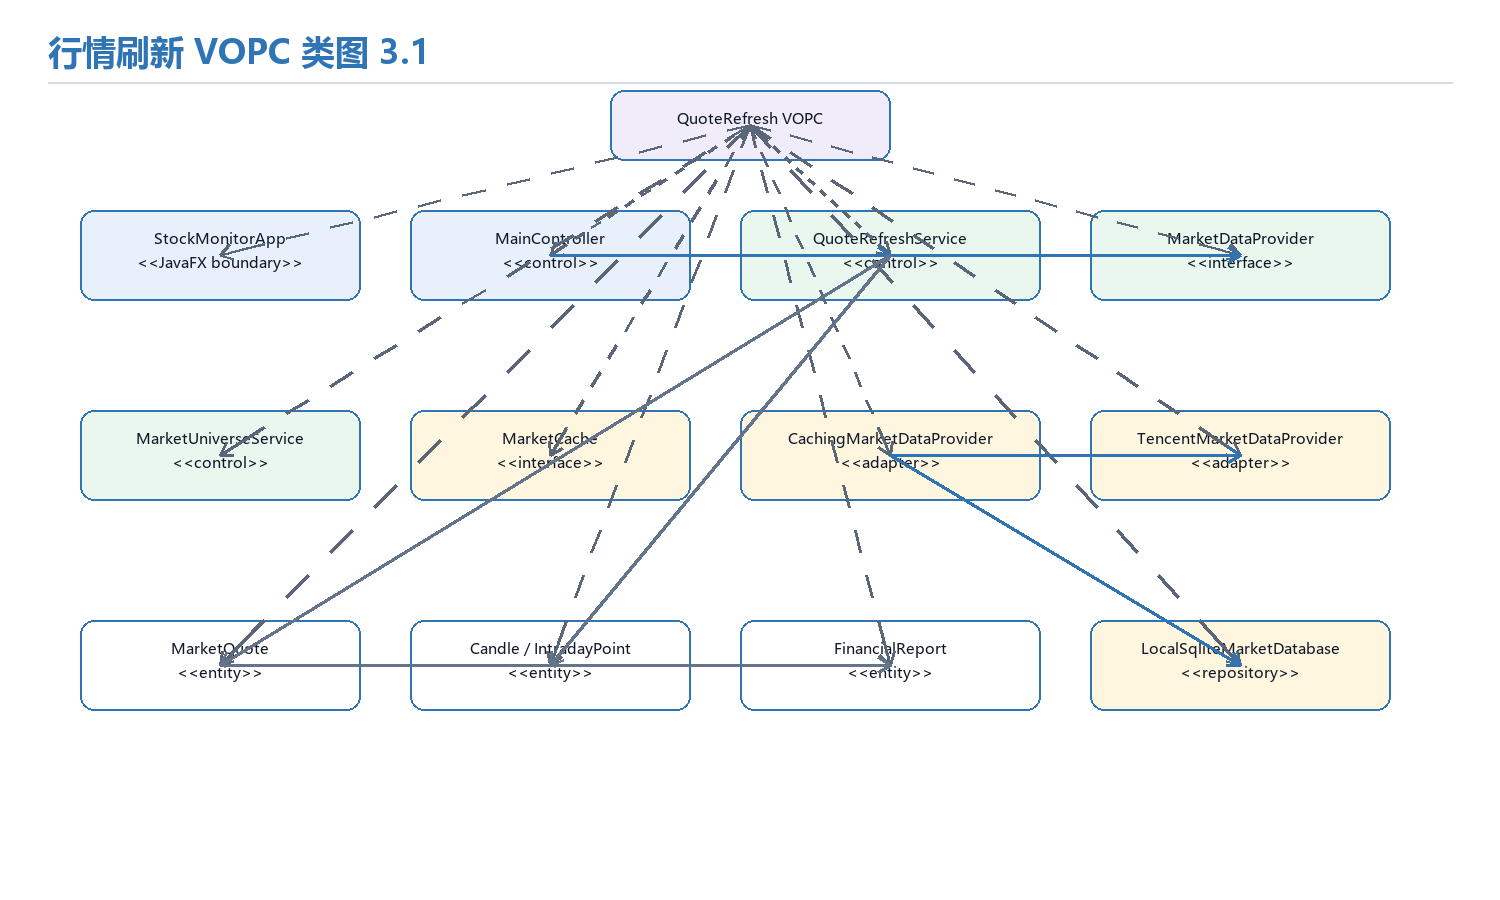 行情刷新 VOPC 类图 3.1
QuoteRefresh VOPC
StockMonitorApp
<<JavaFX boundary>>
MainController
<<control>>
QuoteRefreshService
<<control>>
MarketDataProvider
<<interface>>
MarketUniverseService
<<control>>
MarketCache
<<interface>>
CachingMarketDataProvider
<<adapter>>
TencentMarketDataProvider
<<adapter>>
MarketQuote
<<entity>>
Candle / IntradayPoint
<<entity>>
FinancialReport
<<entity>>
LocalSqliteMarketDatabase
<<repository>>